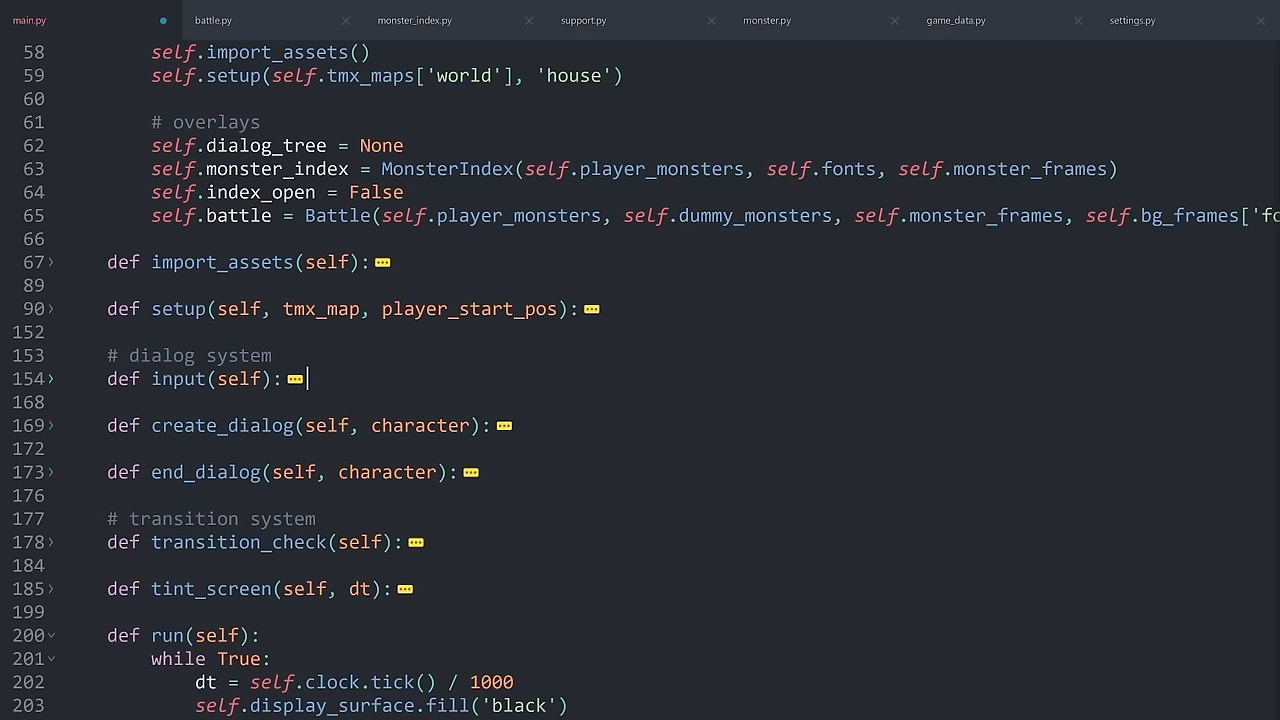 main.py battle.py monster_index.py support.py monster.py game_data.py settings.py
58 self.import_assets()
59 self.setup(self.tmx_maps['world'], 'house')
60
61 # overlays
62 self.dialog_tree = None
63 self.monster_index = MonsterIndex(self.player_monsters, self.fonts, self.monster_frames)
64 self.index_open = False
65 self.battle = Battle(self.player_monsters, self.dummy_monsters, self.monster_frames, self.bg_frames['fo
66
67 def import_assets(self):
89
90 def setup(self, tmx_map, player_start_pos):
152
153 # dialog system
154 def input(self):
168
169 def create_dialog(self, character):
172
173 def end_dialog(self, character):
176
177 # transition system
178 def transition_check(self):
184
185 def tint_screen(self, dt):
199
200 def run(self):
201 while True:
202 dt = self.clock.tick() / 1000
203 self.display_surface.fill('black')